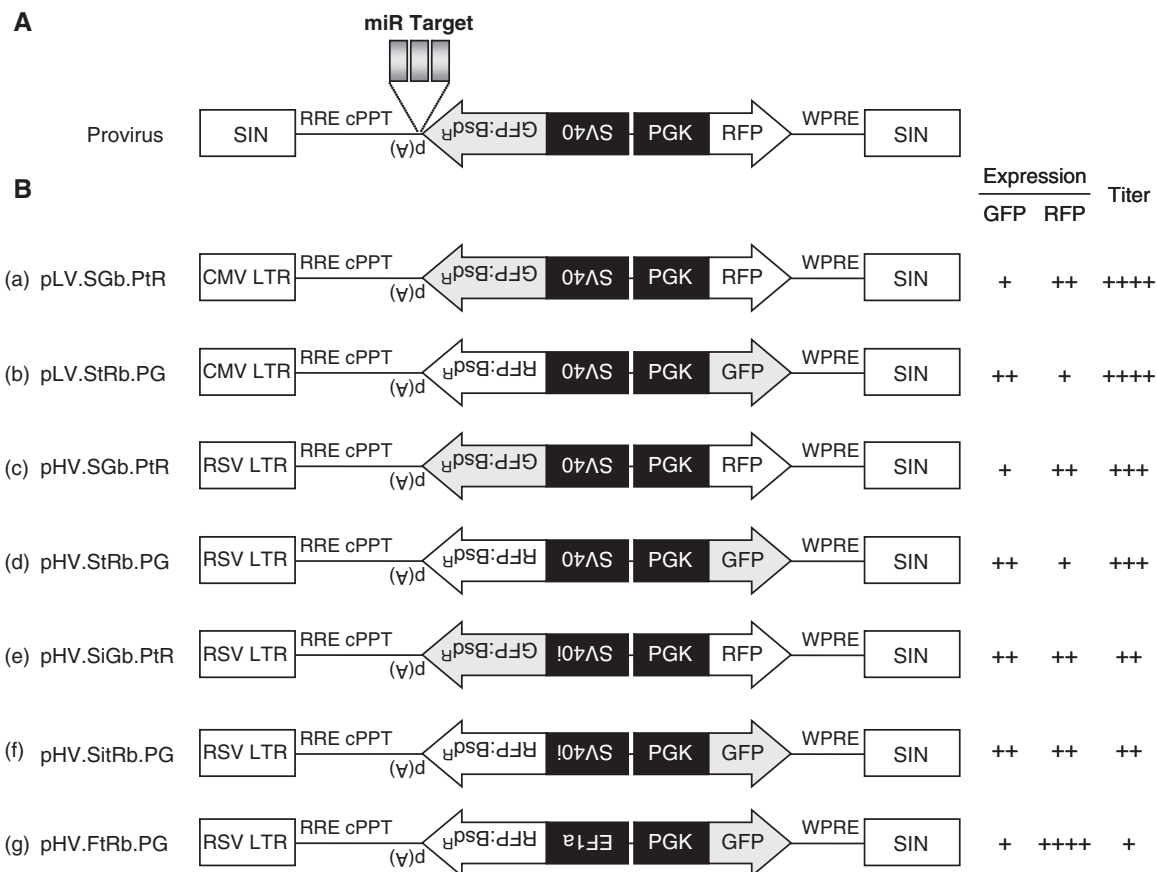 A
miR Target
Provirus
SIN
RRE cPPT
p(A)
GFP:BsdR
SV40
PGK
RFP
WPRE
SIN
B
Expression
Titer
GFP RFP
(a) pLV.SGb.PtR
CMV LTR
RRE cPPT
p(A)
GFP:BsdR
SV40
PGK
RFP
WPRE
SIN
+ ++ ++++
(b) pLV.StRb.PG
CMV LTR
RRE cPPT
p(A)
RFP:BsdR
SV40
PGK
GFP
WPRE
SIN
++ + ++++
(c) pHV.SGb.PtR
RSV LTR
RRE cPPT
p(A)
GFP:BsdR
SV40
PGK
RFP
WPRE
SIN
+ ++ +++
(d) pHV.StRb.PG
RSV LTR
RRE cPPT
p(A)
RFP:BsdR
SV40
PGK
GFP
WPRE
SIN
++ + +++
(e) pHV.SiGb.PtR
RSV LTR
RRE cPPT
p(A)
GFP:BsdR
SV40i
PGK
RFP
WPRE
SIN
++ ++ ++
(f) pHV.SitRb.PG
RSV LTR
RRE cPPT
p(A)
RFP:BsdR
SV40i
PGK
GFP
WPRE
SIN
++ ++ ++
(g) pHV.FtRb.PG
RSV LTR
RRE cPPT
p(A)
RFP:BsdR
EF1a
PGK
GFP
WPRE
SIN
+ ++++ +